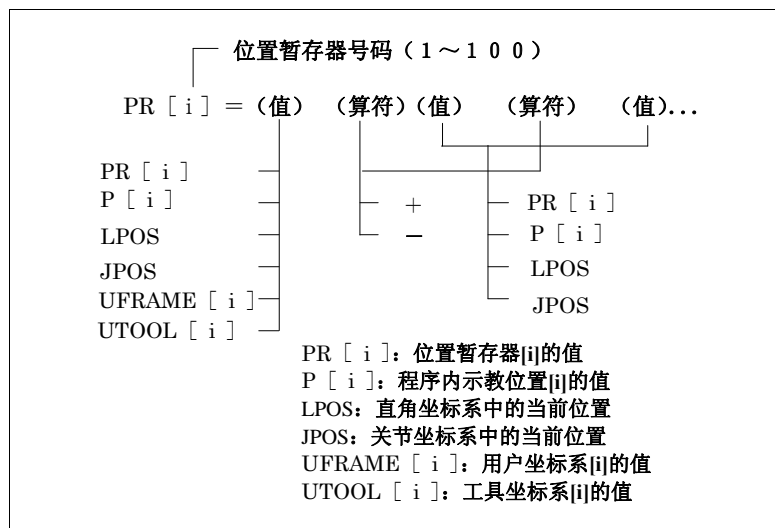 位置暂存器号码（１～１００）
PR［ i ］＝（值） （算符）（值） （算符） （值）...
PR［ i ］
P［ i ］
LPOS
JPOS
UFRAME［ i ］
UTOOL［ i ］
＋
－
PR［ i ］
P［ i ］
LPOS
JPOS
PR［ i ］：位置暂存器[i]的值
P［ i ］：程序内示教位置[i]的值
LPOS：直角坐标系中的当前位置
JPOS：关节坐标系中的当前位置
UFRAME［ i ］：用户坐标系[i]的值
UTOOL［ i ］：工具坐标系[i]的值